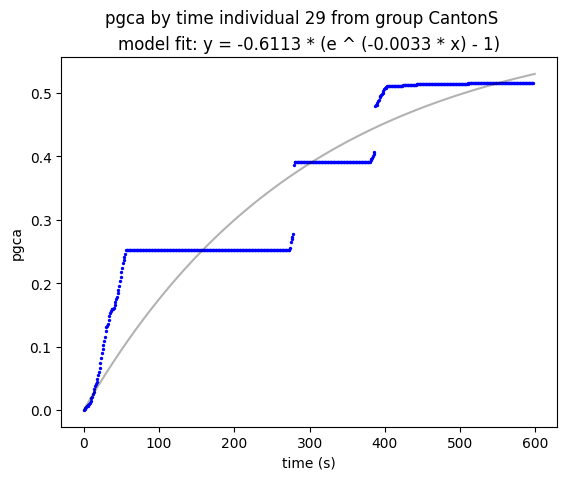 pgca by time individual 29 from group CantonS
model fit: y = -0.6113 * (e ^ (-0.0033 * x) - 1)
0.5
0.4
0.3
0.2
0.1
0.0
pgca
0 100 200 300 400 500 600
time (s)